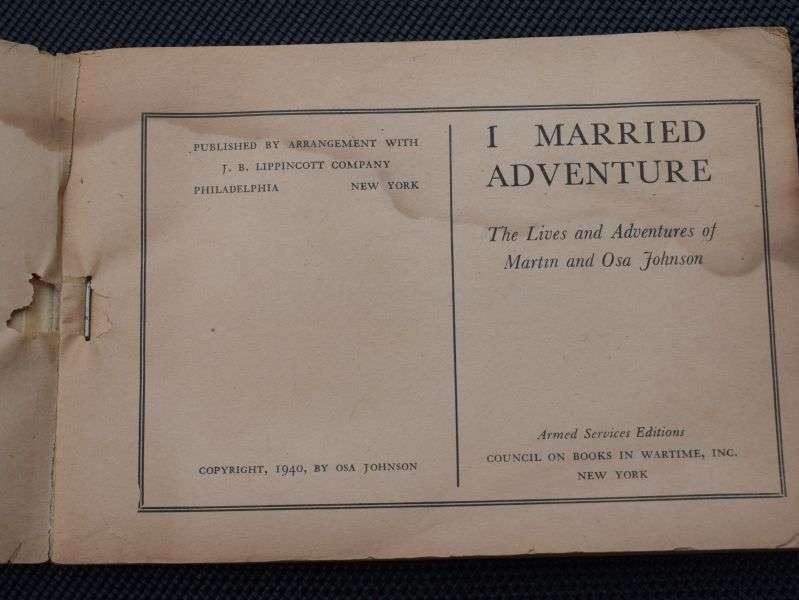 PUBLISHED BY ARRANGEMENT WITH
J. B. LIPPINCOTT COMPANY
PHILADELPHIA NEW YORK
COPYRIGHT, 1940, BY OSA JOHNSON
I MARRIED
ADVENTURE
The Lives and Adventures of
Martin and Osa Johnson
Armed Services Editions
COUNCIL ON BOOKS IN WARTIME, INC.
NEW YORK